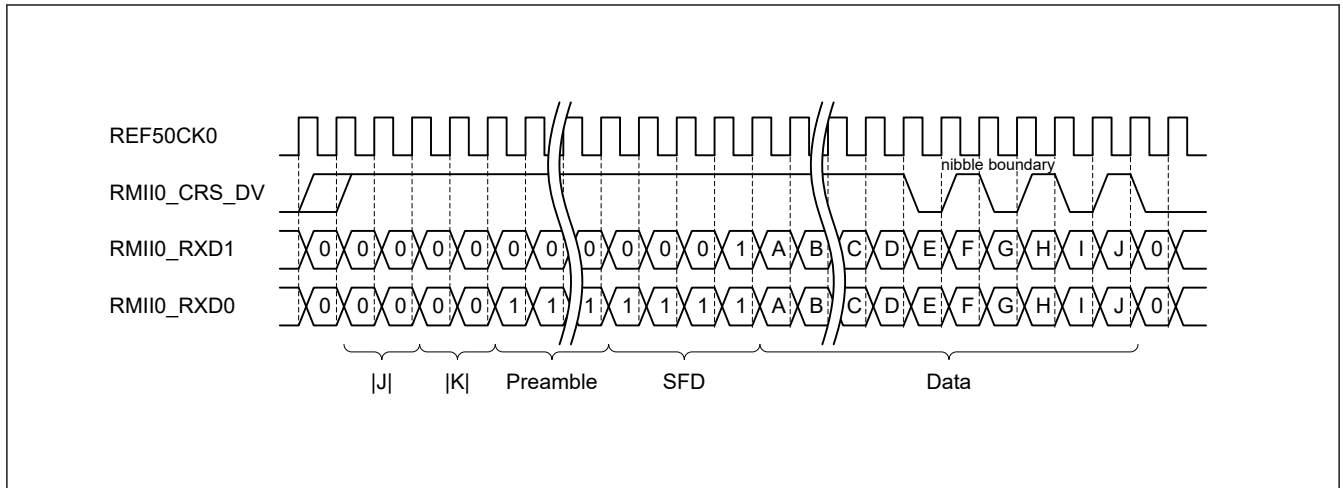 REF50CK0
nibble boundary
RMII0_CRS_DV
RMII0_RXD1 0 0 0 0 0 0 0 0 0 0 0 1 A B C D E F G H I J 0
RMII0_RXD0 0 0 0 0 0 1 1 1 1 1 1 1 A B C D E F G H I J 0
|J| |K| Preamble SFD Data